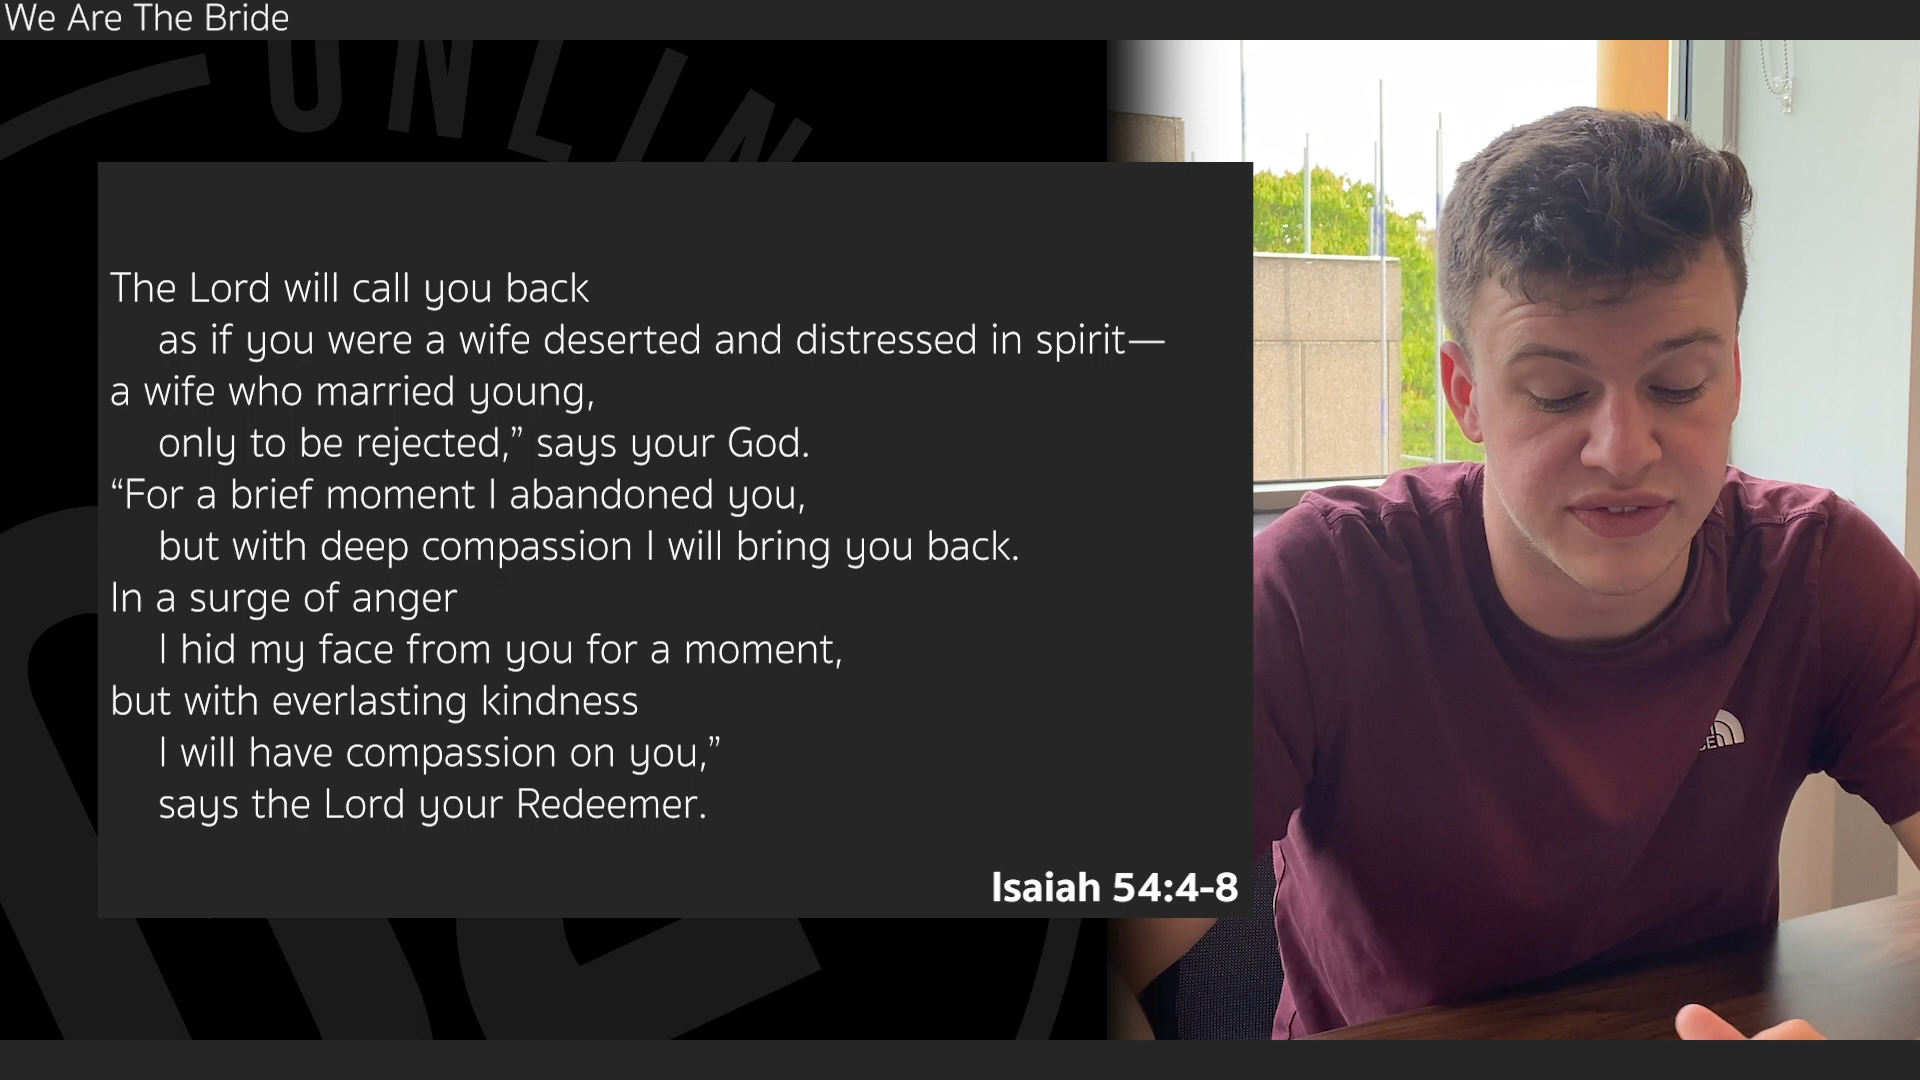 We Are The Bride
ONLIN
The Lord will call you back
as if you were a wife deserted and distressed in spirit—
a wife who married young,
only to be rejected,” says your God.
“For a brief moment I abandoned you,
but with deep compassion I will bring you back.
In a surge of anger
I hid my face from you for a moment,
but with everlasting kindness
I will have compassion on you,”
says the Lord your Redeemer.
Isaiah 54:4-8